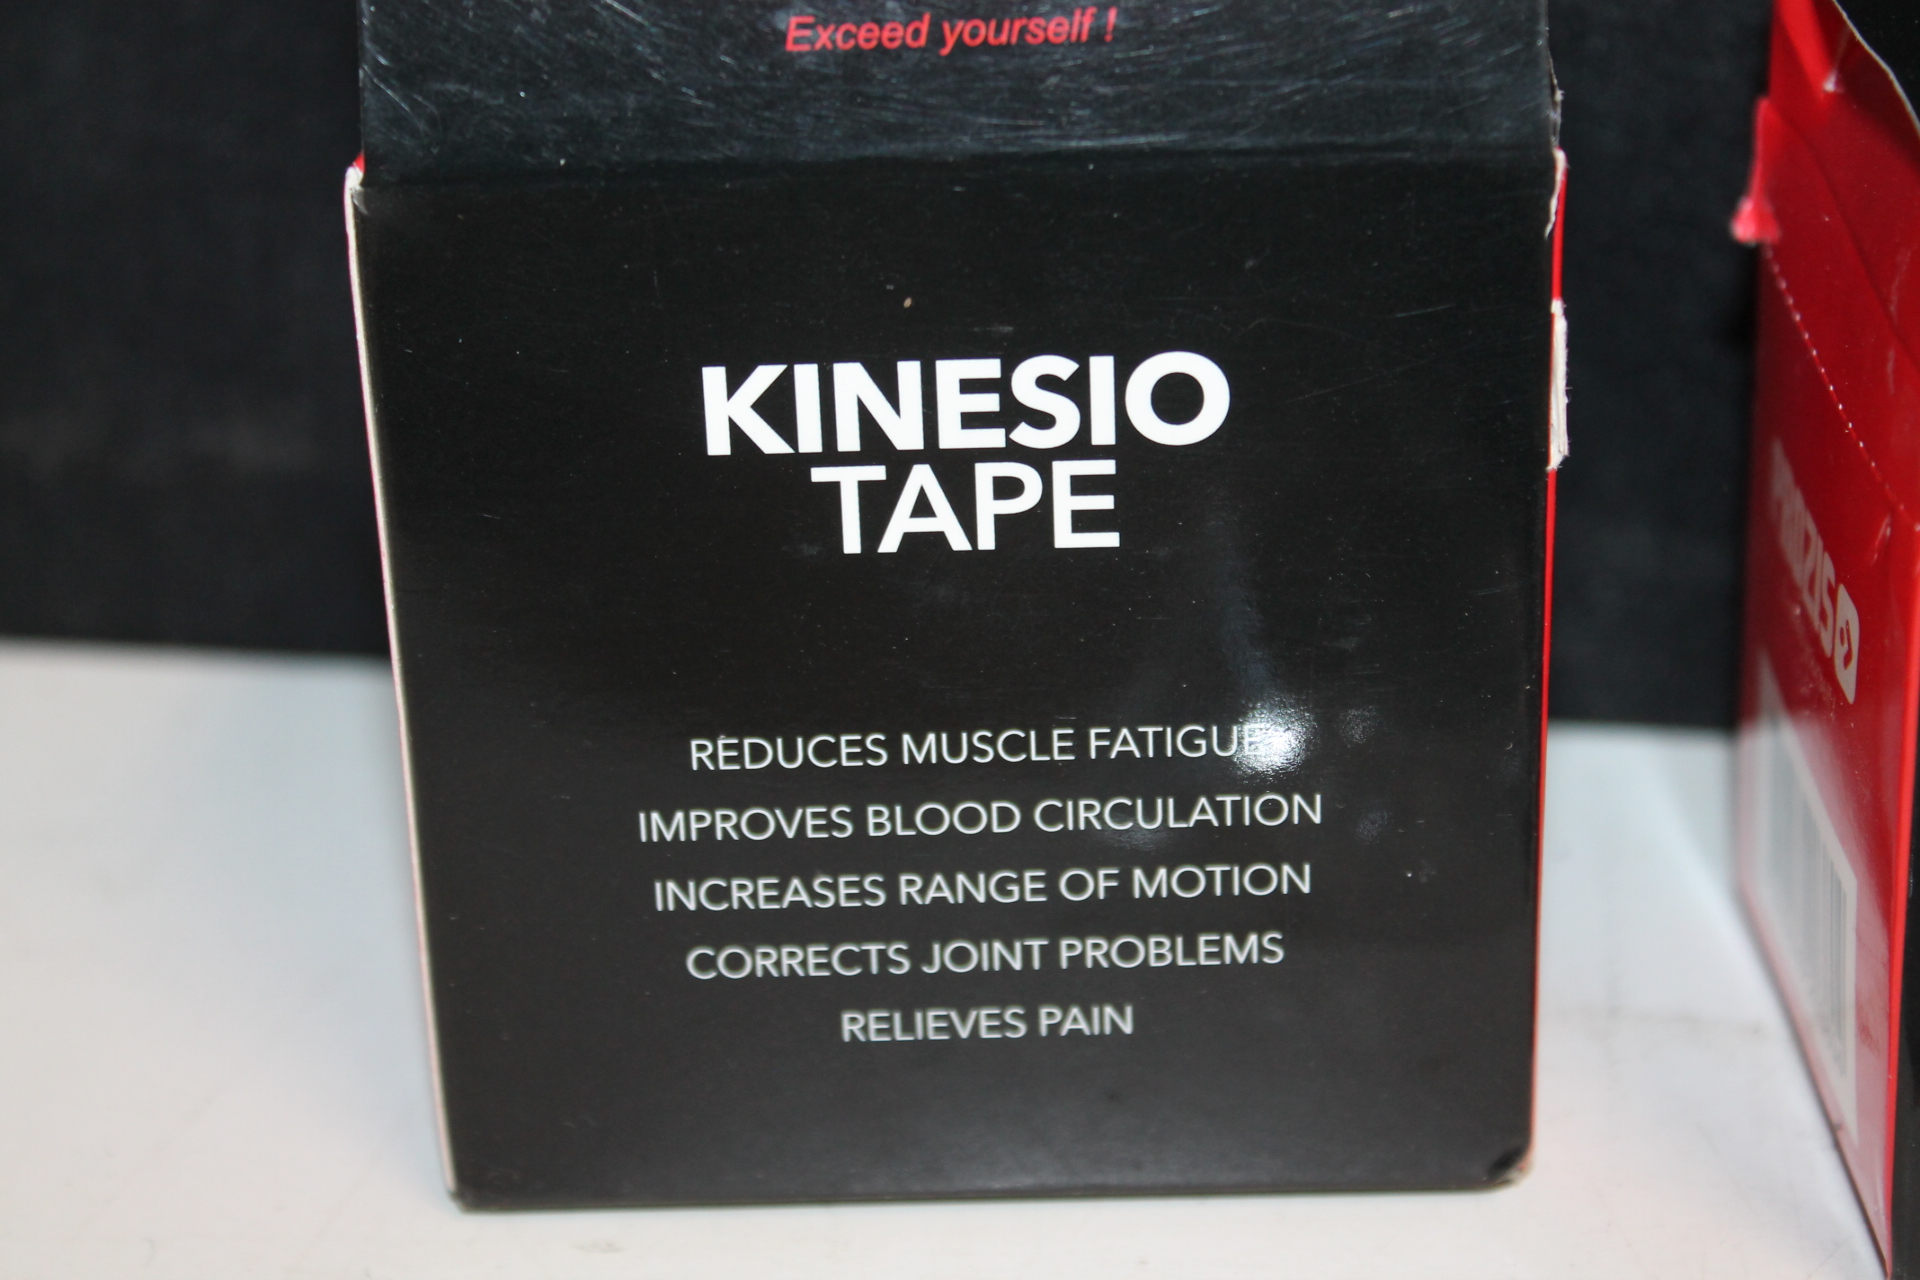 Exceed yourself !
KINESIO
TAPE
REDUCES MUSCLE FATIGUE
IMPROVES BLOOD CIRCULATION
INCREASES RANGE OF MOTION
CORRECTS JOINT PROBLEMS
RELIEVES PAIN
PROZIS